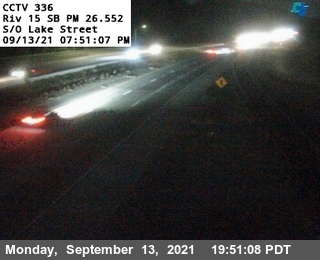 CCTV 336
Riv 15 SB PM 26.552
S/O Lake Street
09/13/21 07:51:07 PM
Monday, September 13, 2021 19:51:08 PDT